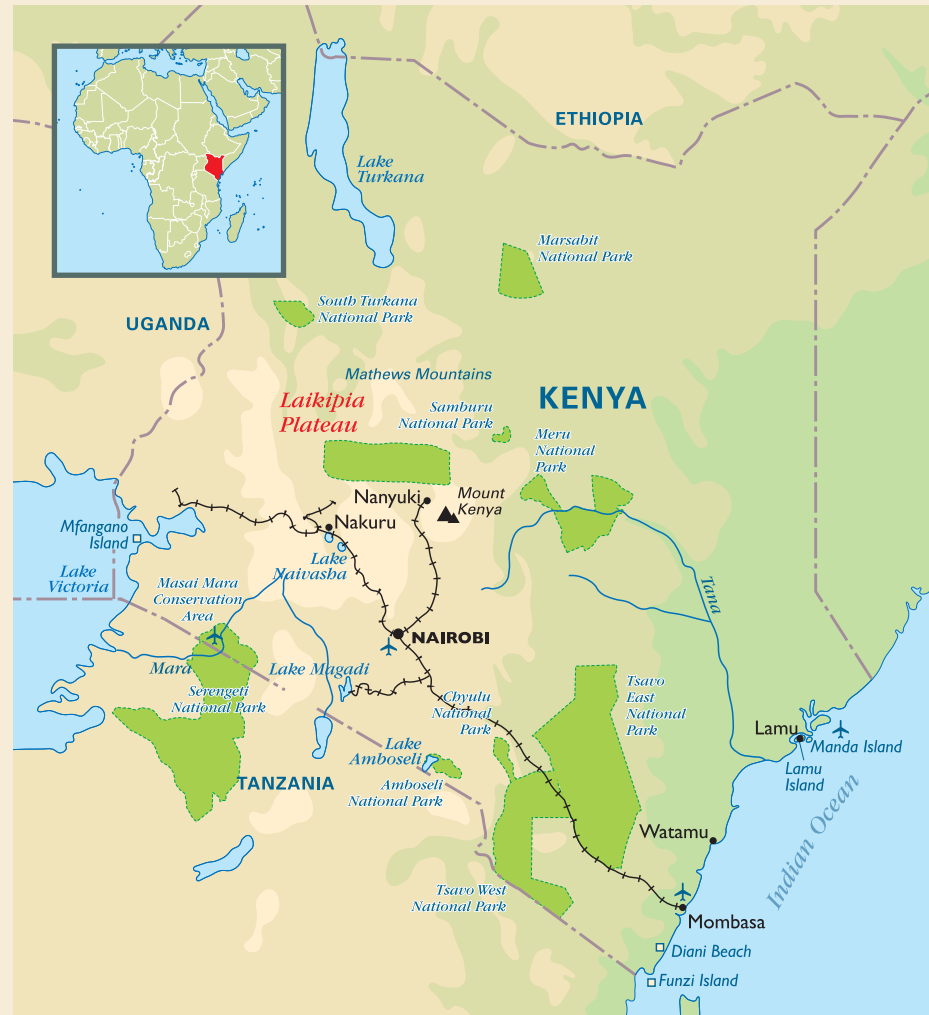 ETHIOPIA
Lake
Turkana
Marsabit
National Park
South Turkana
National Park
UGANDA
Mathews Mountains
KENYA
Laikipia
Plateau
Samburu
National Park
Meru
National
Park
Nanyuki
Mount
Kenya
Nakuru
Mfangano
Island
Lake
Naivasha
Lake
Victoria
Masai Mara
Conservation
Area
Tana
NAIROBI
Mara
Lake Magadi
Serengeti
National Park
Chyulu
National
Park
Tsavo
East
National
Park
Lamu
Manda Island
Lamu
Island
Lake
Amboseli
TANZANIA
Amboseli
National Park
Indian Ocean
Watamu
Tsavo West
National Park
Mombasa
Diani Beach
Funzi Island